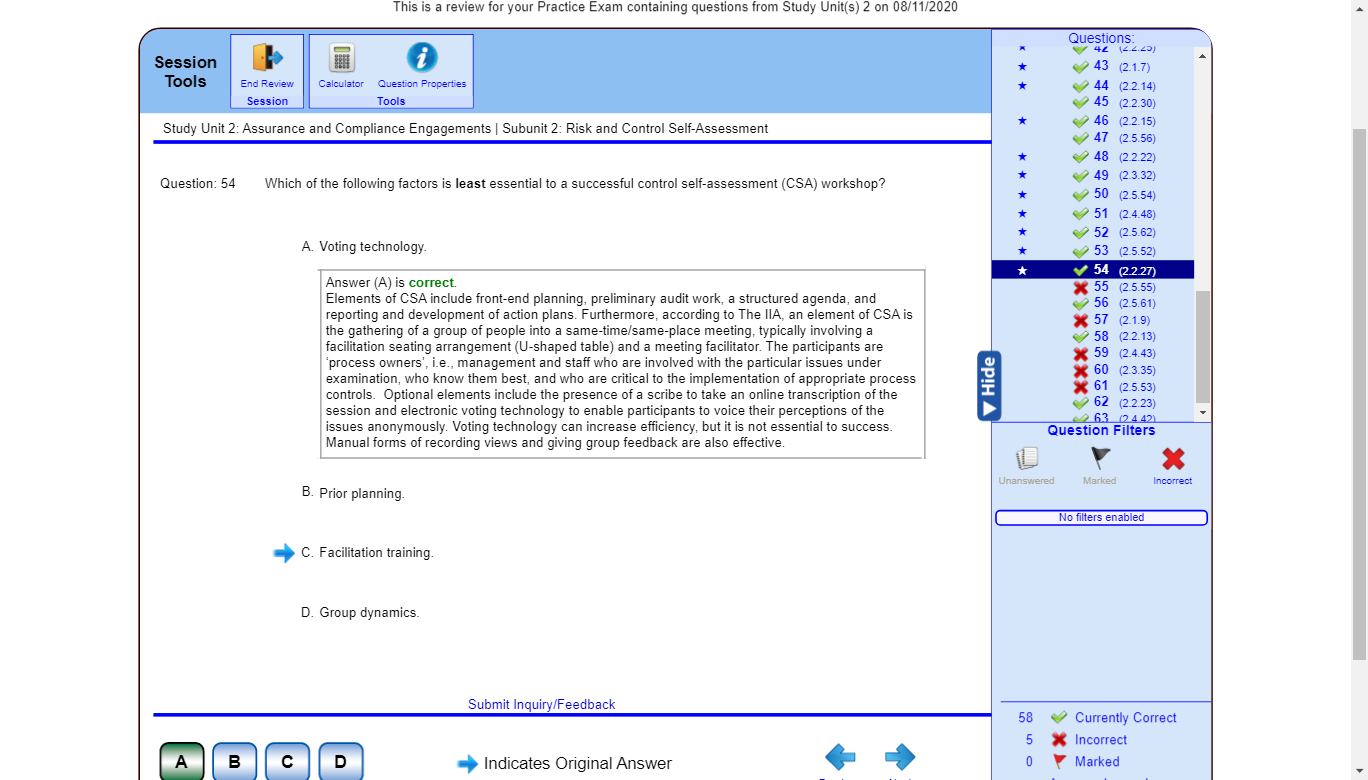 This is a review for your Practice Exam containing questions from Study Unit(s) 2 on 08/11/2020
Session
Tools
End Review
Session
Calculator
Question Properties
Tools
Study Unit 2: Assurance and Compliance Engagements | Subunit 2: Risk and Control Self-Assessment
Question: 54 Which of the following factors is least essential to a successful control self-assessment (CSA) workshop?
A. Voting technology.
Answer (A) is correct.
Elements of CSA include front-end planning, preliminary audit work, a structured agenda, and
reporting and development of action plans. Furthermore, according to The IIA, an element of CSA is
the gathering of a group of people into a same-time/same-place meeting, typically involving a
facilitation seating arrangement (U-shaped table) and a meeting facilitator. The participants are
'process owners', i.e., management and staff who are involved with the particular issues under
examination, who know them best, and who are critical to the implementation of appropriate process
controls. Optional elements include the presence of a scribe to take an online transcription of the
session and electronic voting technology to enable participants to voice their perceptions of the
issues anonymously. Voting technology can increase efficiency, but it is not essential to success.
Manual forms of recording views and giving group feedback are also effective.
B. Prior planning.
C. Facilitation training.
D. Group dynamics.
Submit Inquiry/Feedback
A B C D
Indicates Original Answer
Hide
Questions:
42 (2.2.25)
43 (2.1.7)
44 (2.2.14)
45 (2.2.30)
46 (2.2.15)
47 (2.5.56)
48 (2.2.22)
49 (2.3.32)
50 (2.5.54)
51 (2.4.48)
52 (2.5.62)
53 (2.5.52)
54 (2.2.27)
55 (2.5.55)
56 (2.5.61)
57 (2.1.9)
58 (2.2.13)
59 (2.4.43)
60 (2.3.35)
61 (2.5.53)
62 (2.2.23)
63 (2.4.42)
Question Filters
Unanswered
Marked
Incorrect
No filters enabled
58 Currently Correct
5 Incorrect
0 Marked